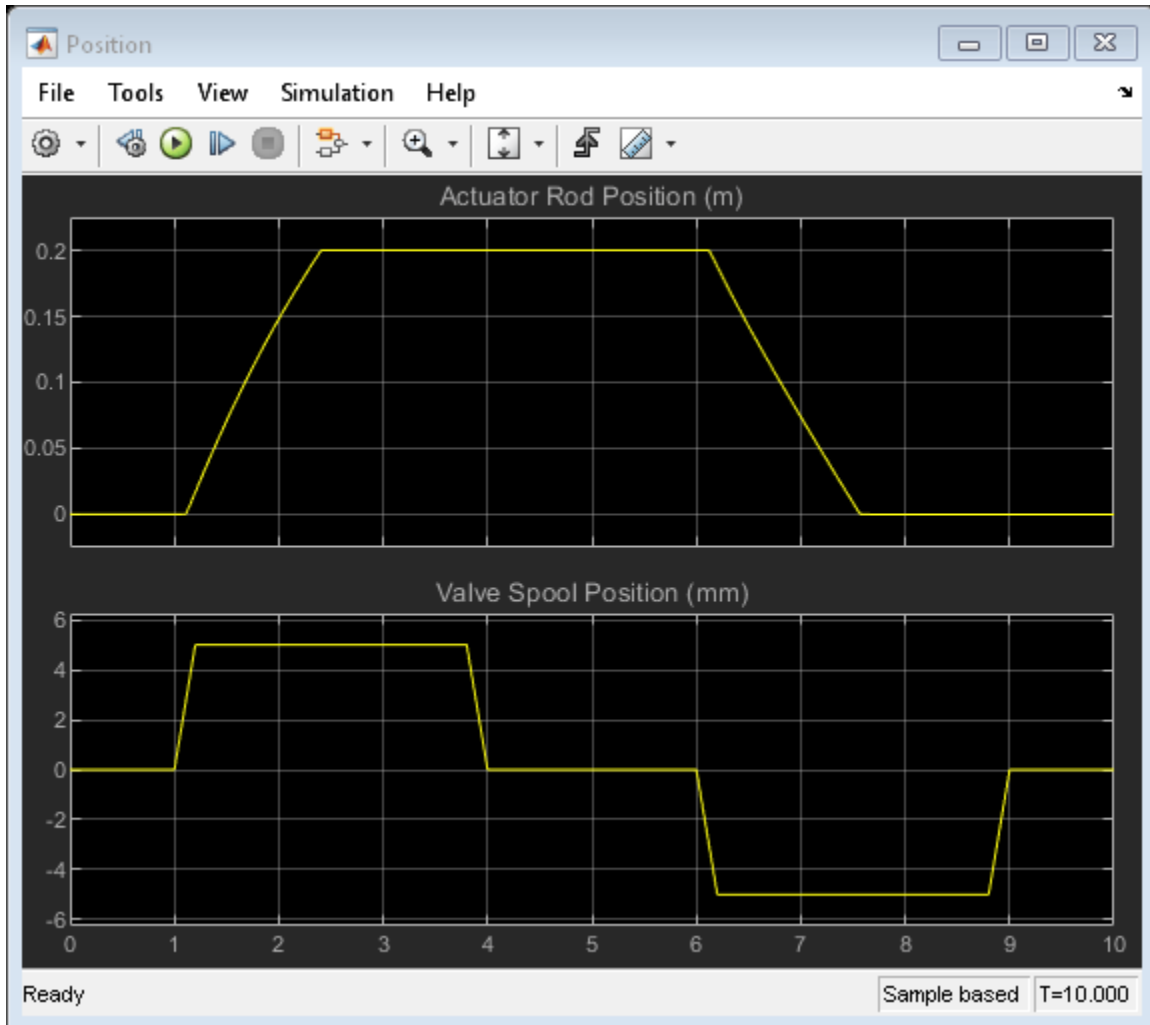 Position
File Tools View Simulation Help
Actuator Rod Position (m)
0.2
0.15
0.1
0.05
0
Valve Spool Position (mm)
6
4
2
0
-2
-4
-6
0 1 2 3 4 5 6 7 8 9 10
Ready Sample based T=10.000